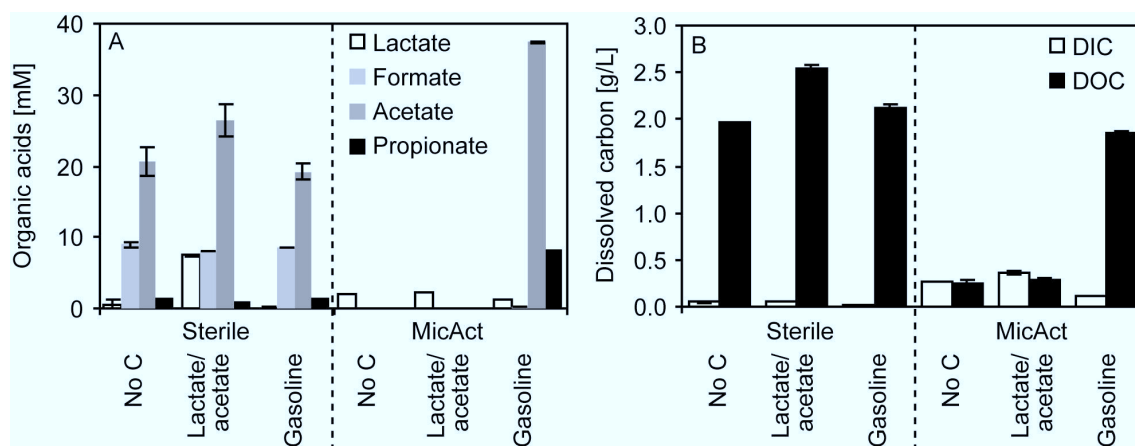 A
Organic acids [mM]
40
30
20
10
0
Lactate
Formate
Acetate
Propionate
Sterile
MicAct
No C
Lactate/
acetate
Gasoline
No C
Lactate/
acetate
Gasoline
B
Dissolved carbon [g/L]
3.0
2.5
2.0
1.5
1.0
0.5
0.0
DIC
DOC
Sterile
MicAct
No C
Lactate/
acetate
Gasoline
No C
Lactate/
acetate
Gasoline